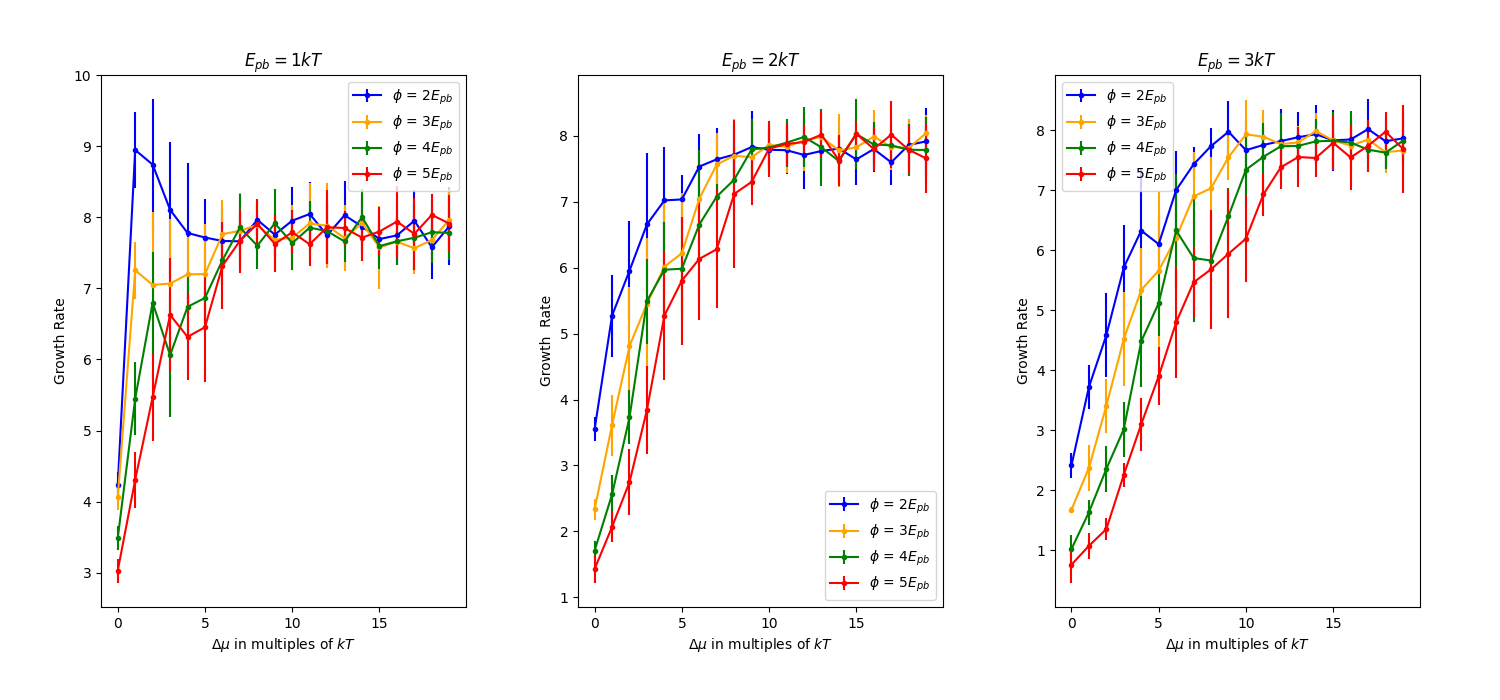 E_pb = 1kT
10
9
8
7
6
5
4
3
Growth Rate
0 5 10 15
Δμ in multiples of kT
ϕ = 2E_pb
ϕ = 3E_pb
ϕ = 4E_pb
ϕ = 5E_pb
E_pb = 2kT
8
7
6
5
4
3
2
1
Growth Rate
0 5 10 15
Δμ in multiples of kT
ϕ = 2E_pb
ϕ = 3E_pb
ϕ = 4E_pb
ϕ = 5E_pb
E_pb = 3kT
8
7
6
5
4
3
2
1
Growth Rate
0 5 10 15
Δμ in multiples of kT
ϕ = 2E_pb
ϕ = 3E_pb
ϕ = 4E_pb
ϕ = 5E_pb